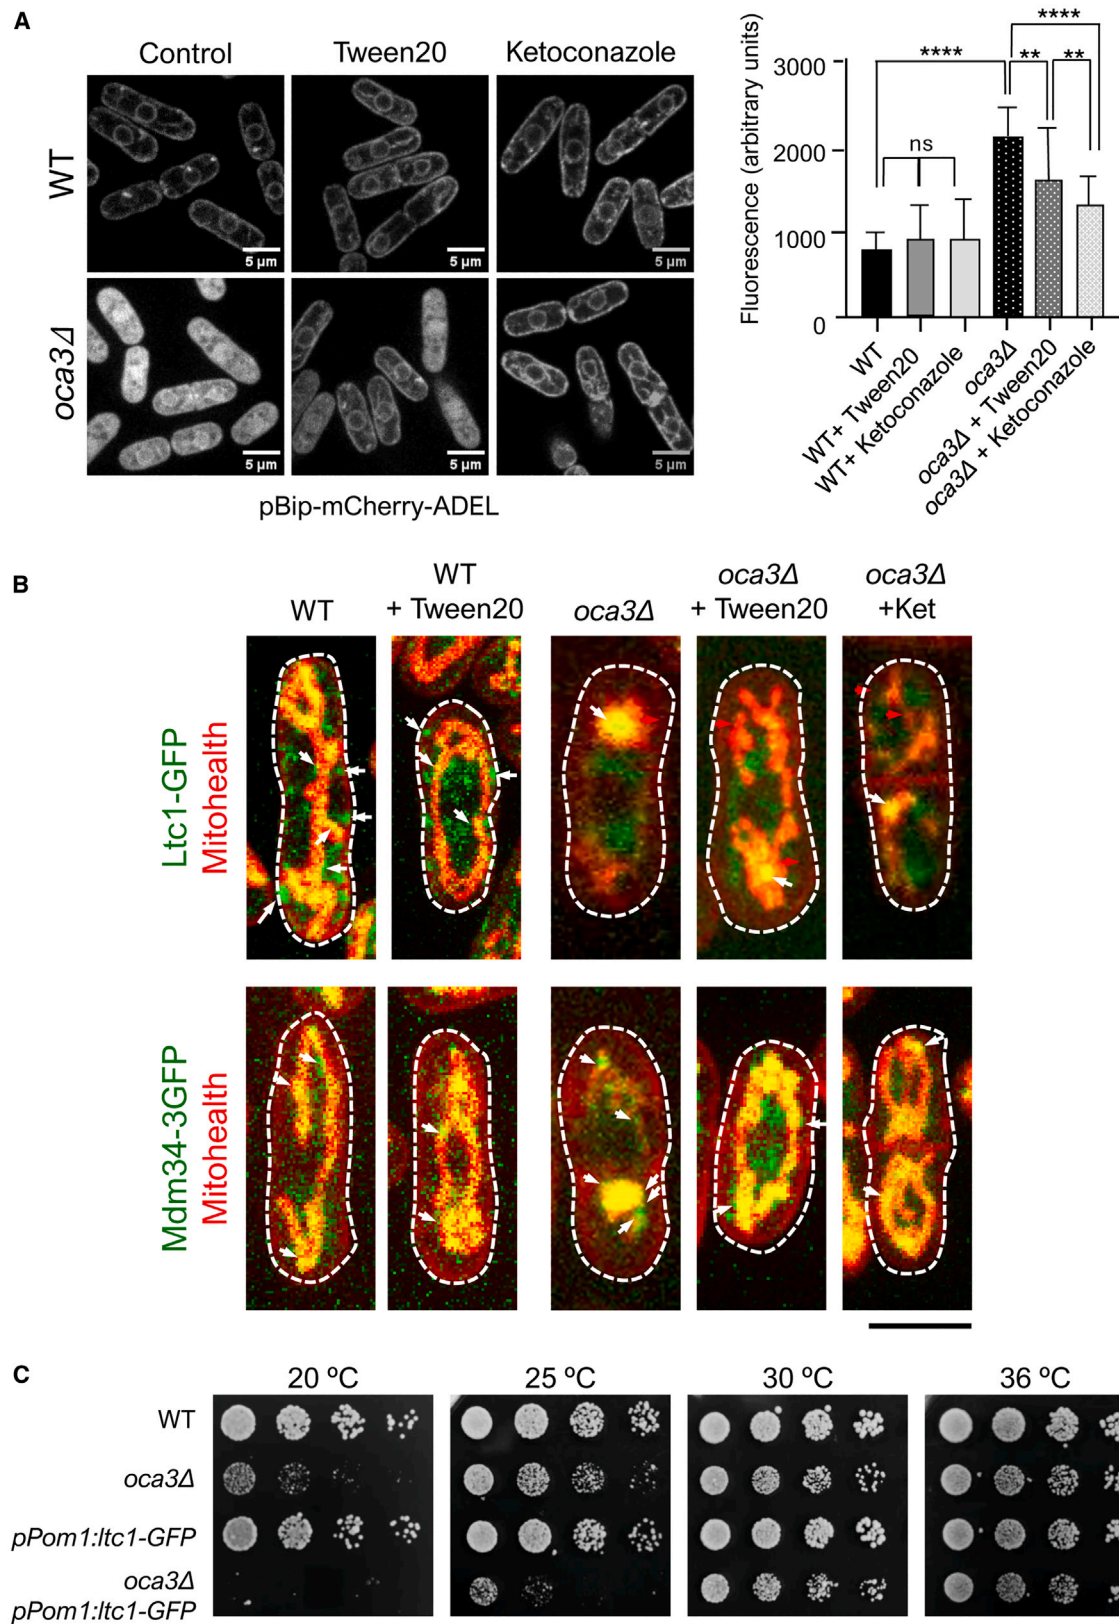 A
Control
Tween20
Ketoconazole
WT
oca3Δ
5 µm
5 µm
5 µm
5 µm
5 µm
5 µm
pBip-mCherry-ADEL
Fluorescence (arbitrary units)
3000
2000
1000
0
****
****
**
**
ns
WT
WT+ Tween20
WT+ Ketoconazole
oca3Δ
oca3Δ + Tween20
oca3Δ + Ketoconazole
B
WT
WT
+ Tween20
oca3Δ
oca3Δ
+ Tween20
oca3Δ
+Ket
Ltc1-GFP
Mitohealth
Mdm34-3GFP
Mitohealth
C
20 ºC
25 ºC
30 ºC
36 ºC
WT
oca3Δ
pPom1:ltc1-GFP
oca3Δ
pPom1:ltc1-GFP